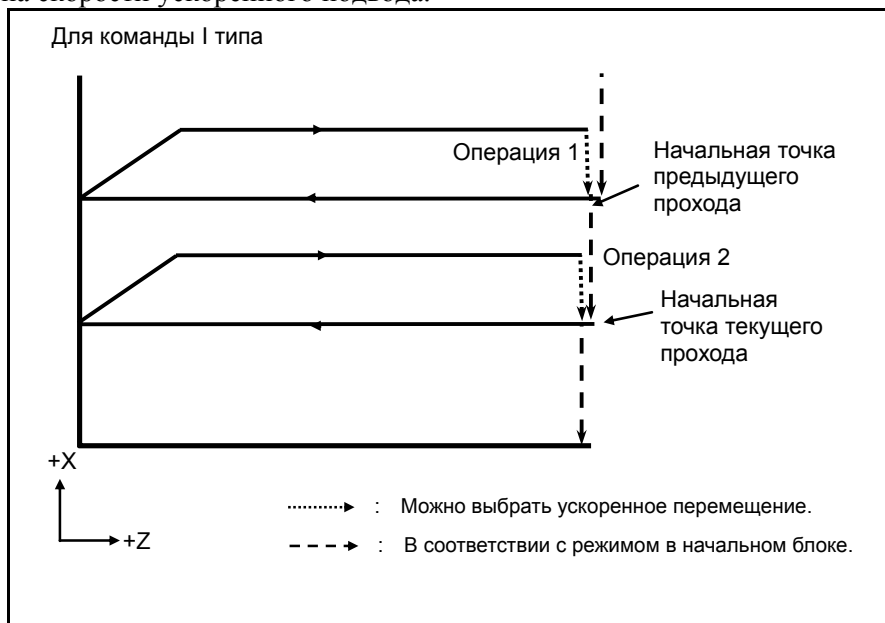 на скорости ускоренного подвода.
Для команды I типа
Операция 1
Начальная точка
предыдущего
прохода
Операция 2
Начальная
точка текущего
прохода
+X
+Z
: Можно выбрать ускоренное перемещение.
: В соответствии с режимом в начальном блоке.